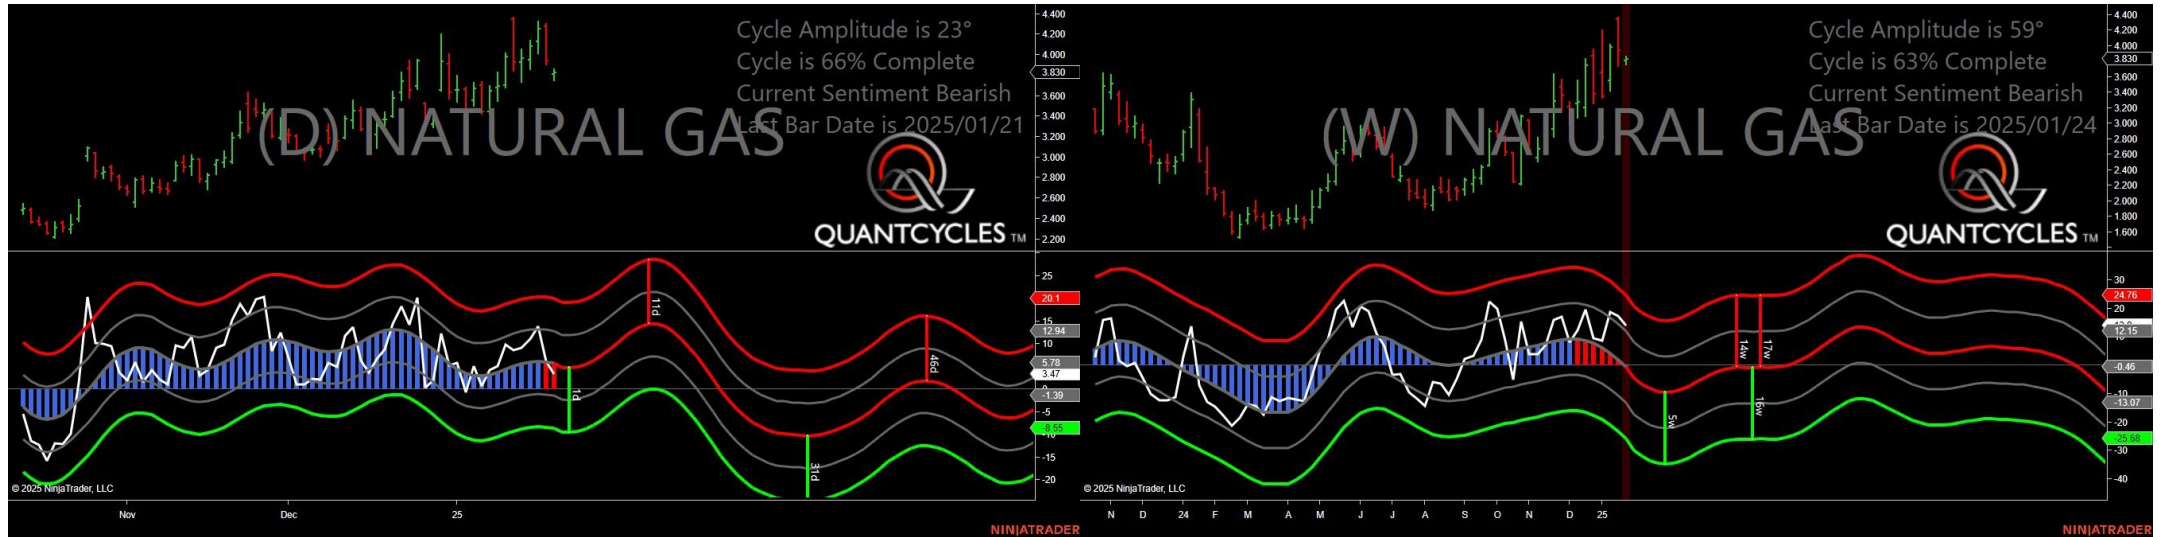 Cycle Amplitude is 23°
Cycle is 66% Complete
Current Sentiment Bearish
Last Bar Date is 2025/01/21
(D) NATURAL GAS
QUANTCYCLES TM
4.400
4.200
4.000
3.830
3.600
3.400
3.200
3.000
2.800
2.600
2.400
2.200
11d
1d
31d
46d
25
20.1
15
12.94
10
5.78
3.47
0
-1.39
-5
-8.55
-10
-15
-20
© 2025 NinjaTrader, LLC
Nov
Dec
25
NINJATRADER
Cycle Amplitude is 59°
Cycle is 63% Complete
Current Sentiment Bearish
Last Bar Date is 2025/01/24
(W) NATURAL GAS
QUANTCYCLES TM
4.400
4.200
4.000
3.830
3.600
3.400
3.200
3.000
2.800
2.600
2.400
2.200
2.000
1.800
1.600
5w
14w
17w
16w
30
24.76
20
12.15
10
-0.46
-10
-13.07
-20
-25.68
-30
-40
© 2025 NinjaTrader, LLC
N D 24 F M A M J J A S O N D 25
NINJATRADER